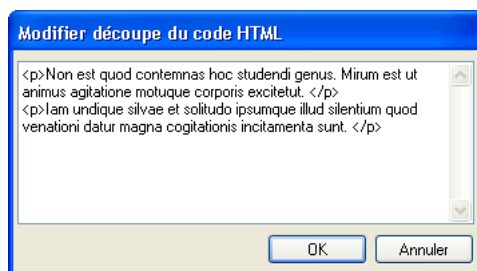 Modifier découpe du code HTML
<p>Non est quod contemnas hoc studendi genus. Mirum est ut
animus agitatione motuque corporis excitetut. </p>
<p>Iam undique silvae et solitudo ipsumque illud silentium quod
venationi datur magna cogitationis incitamenta sunt. </p>
OK
Annuler